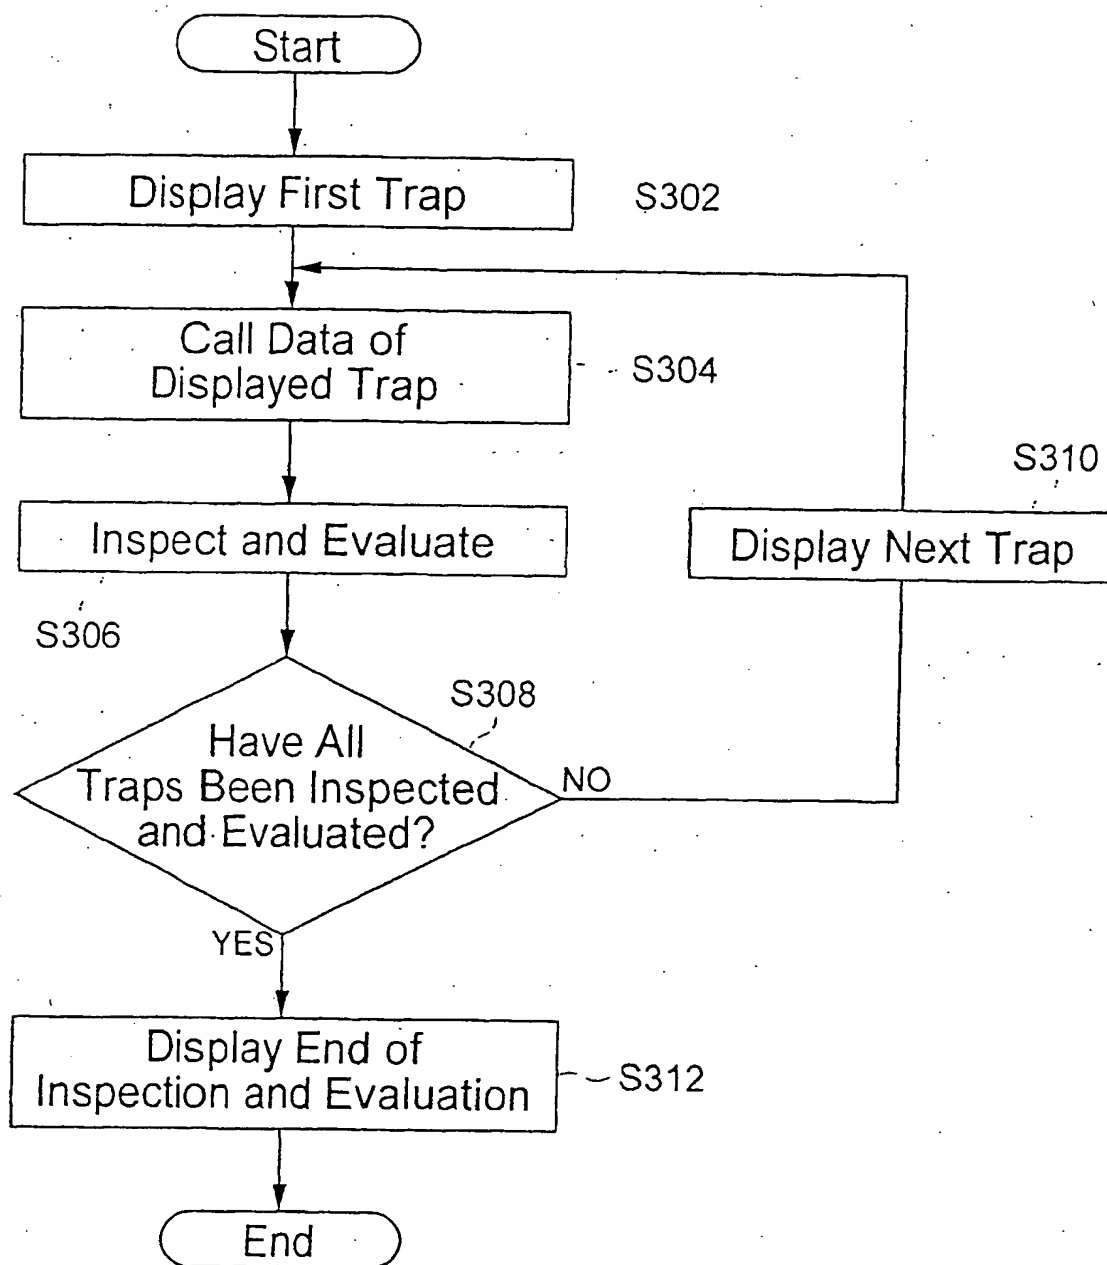 Start
Display First Trap
S302
Call Data of
Displayed Trap
S304
S310
Inspect and Evaluate
Display Next Trap
S306
S308
Have All
Traps Been Inspected
and Evaluated?
NO
YES
Display End of
Inspection and Evaluation
S312
End